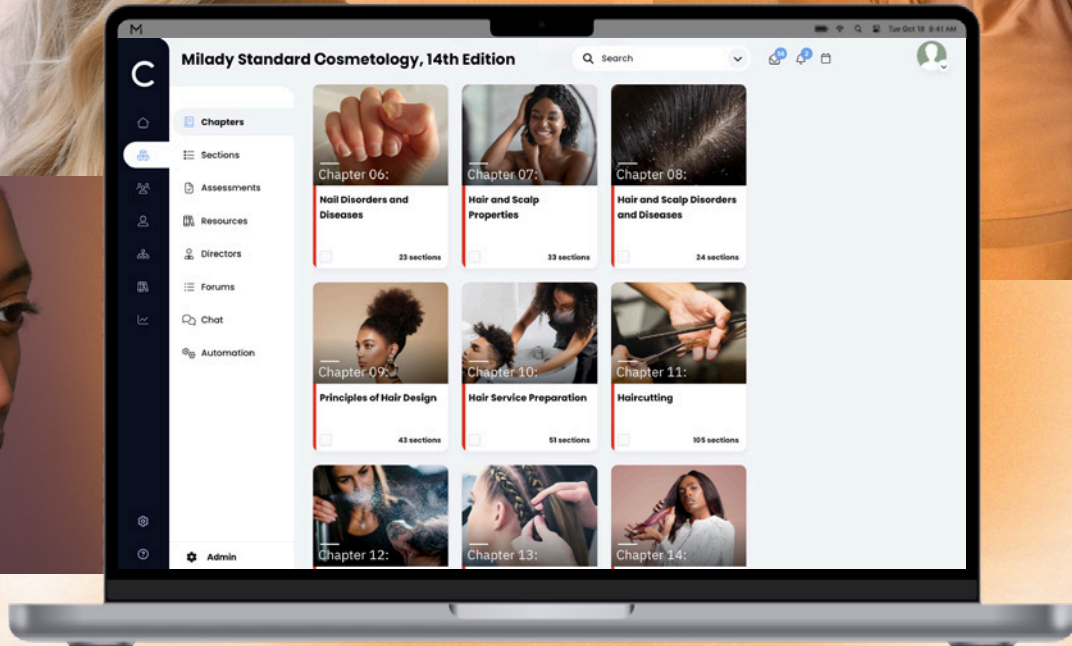 M
Tue Oct 18 9:41 AM
C
Milady Standard Cosmetology, 14th Edition
Search
Chapters
Sections
Assessments
Resources
Directors
Forums
Chat
Automation
Admin
Chapter 06:
Nail Disorders and
Diseases
23 sections
Chapter 07:
Hair and Scalp
Properties
33 sections
Chapter 08:
Hair and Scalp Disorders
and Diseases
24 sections
Chapter 09:
Principles of Hair Design
43 sections
Chapter 10:
Hair Service Preparation
51 sections
Chapter 11:
Haircutting
105 sections
Chapter 12:
Chapter 13:
Chapter 14: